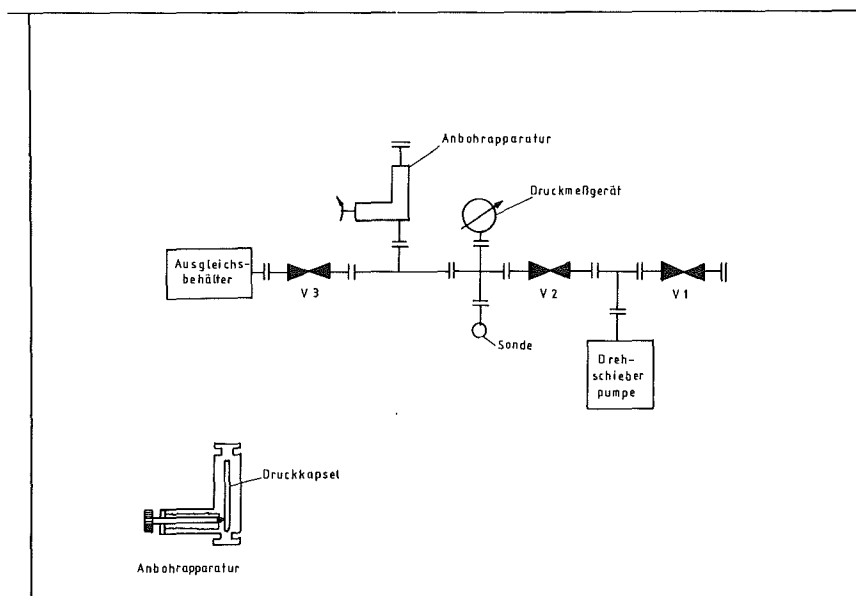 Anbohrapparatur
Druckmeßgerät
Ausgleichs-
behälter
V 3
V 2
V 1
Sonde
Dreh-
schieber
pumpe
Druckkapsel
Anbohrapparatur